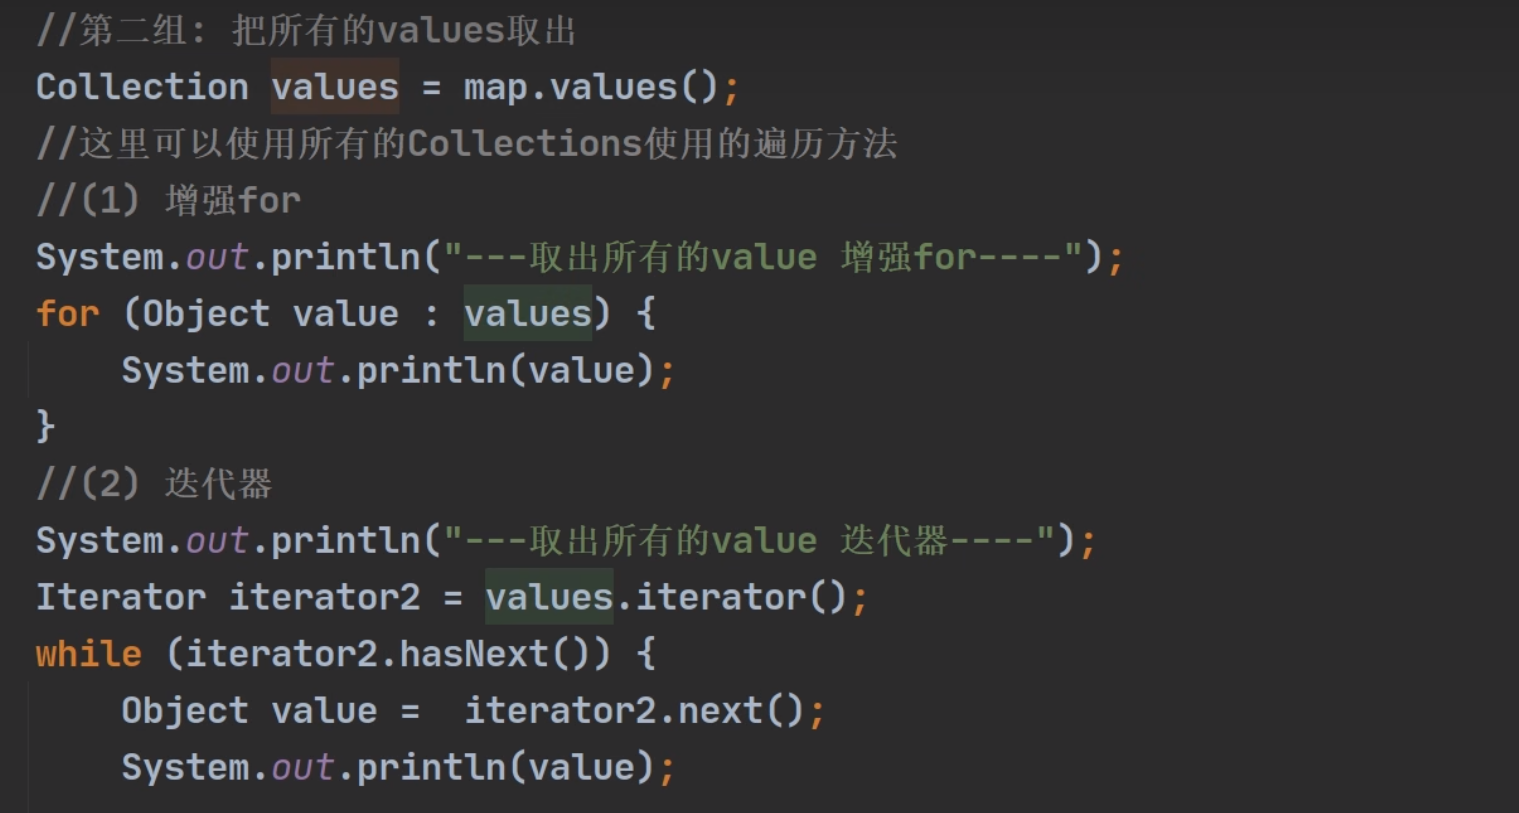 //第二组: 把所有的values取出
Collection values = map.values();
//这里可以使用所有的Collections使用的遍历方法
//(1) 增强for
System.out.println("---取出所有的value 增强for----");
for (Object value : values) {
    System.out.println(value);
}
//(2) 迭代器
System.out.println("---取出所有的value 迭代器----");
Iterator iterator2 = values.iterator();
while (iterator2.hasNext()) {
    Object value =  iterator2.next();
    System.out.println(value);